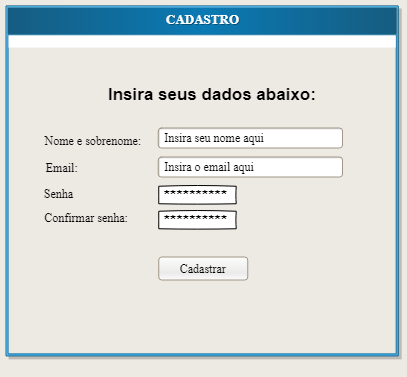 CADASTRO
Insira seus dados abaixo:
Nome e sobrenome: Insira seu nome aqui
Email: Insira o email aqui
Senha **********
Confirmar senha: **********
Cadastrar